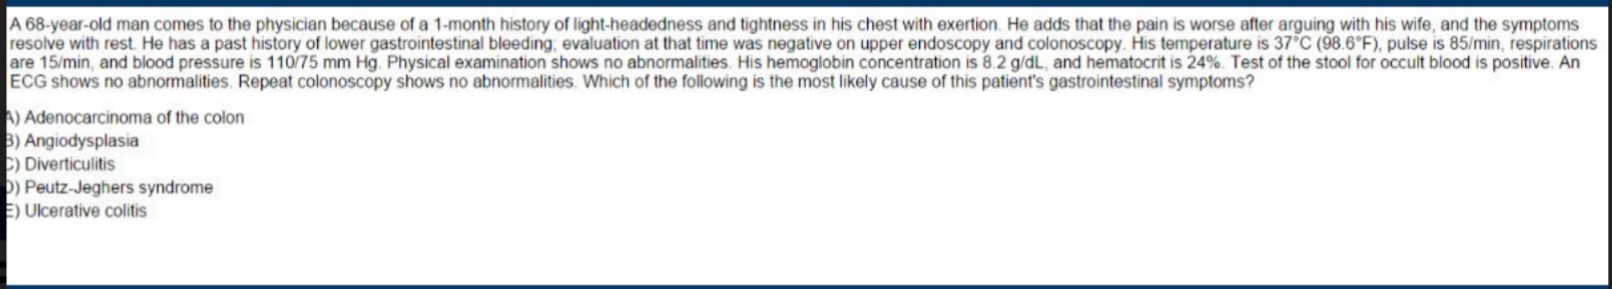 A 68-year-old man comes to the physician because of a 1-month history of light-headedness and tightness in his chest with exertion. He adds that the pain is worse after arguing with his wife, and the symptoms
resolve with rest. He has a past history of lower gastrointestinal bleeding; evaluation at that time was negative on upper endoscopy and colonoscopy. His temperature is 37°C (98.6°F), pulse is 85/min, respirations
are 15/min, and blood pressure is 110/75 mm Hg. Physical examination shows no abnormalities. His hemoglobin concentration is 8.2 g/dL, and hematocrit is 24%. Test of the stool for occult blood is positive. An
ECG shows no abnormalities. Repeat colonoscopy shows no abnormalities. Which of the following is the most likely cause of this patient's gastrointestinal symptoms?
A) Adenocarcinoma of the colon
B) Angiodysplasia
C) Diverticulitis
D) Peutz-Jeghers syndrome
E) Ulcerative colitis